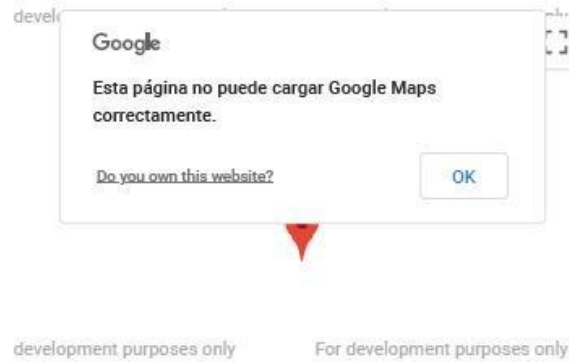 Google
Esta página no puede cargar Google Maps
correctamente.
Do you own this website?
OK
development purposes only
For development purposes only